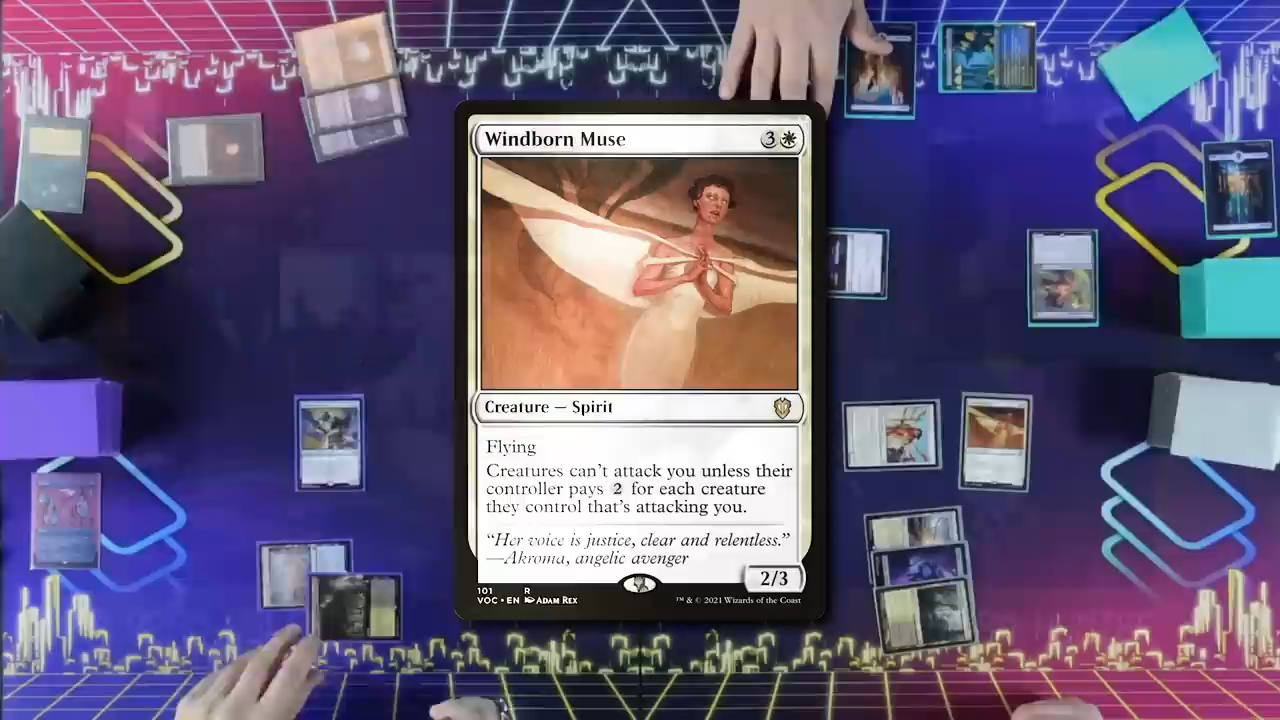 Windborn Muse 3
Creature — Spirit
Flying
Creatures can't attack you unless their
controller pays 2 for each creature
they control that's attacking you.
"Her voice is justice, clear and relentless."
—Akroma, angelic avenger
2/3
101 R
VOC • EN ADAM REX
™ & © 2021 Wizards of the Coast